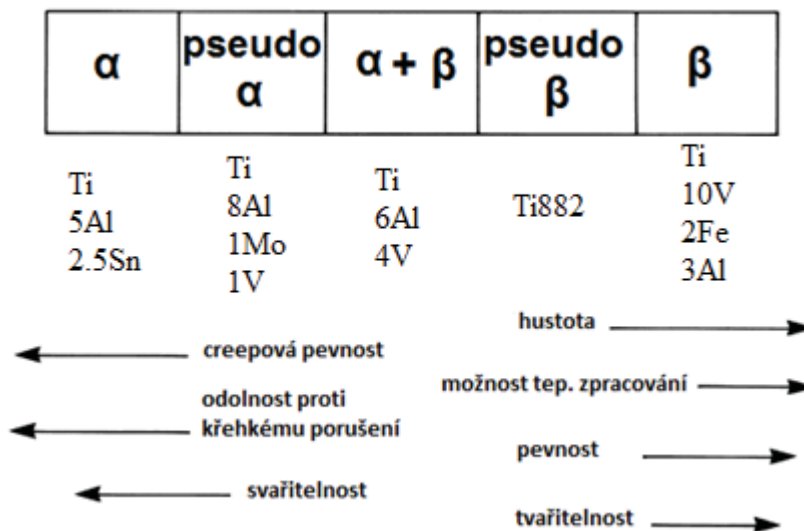 α
pseudo
α
α + β
pseudo
β
β
Ti
5Al
2.5Sn
Ti
8Al
1Mo
1V
Ti
6Al
4V
Ti882
Ti
10V
2Fe
3Al
creepová pevnost
odolnost proti
křehkému porušení
svařitelnost
hustota
možnost tep. zpracování
pevnost
tvařitelnost